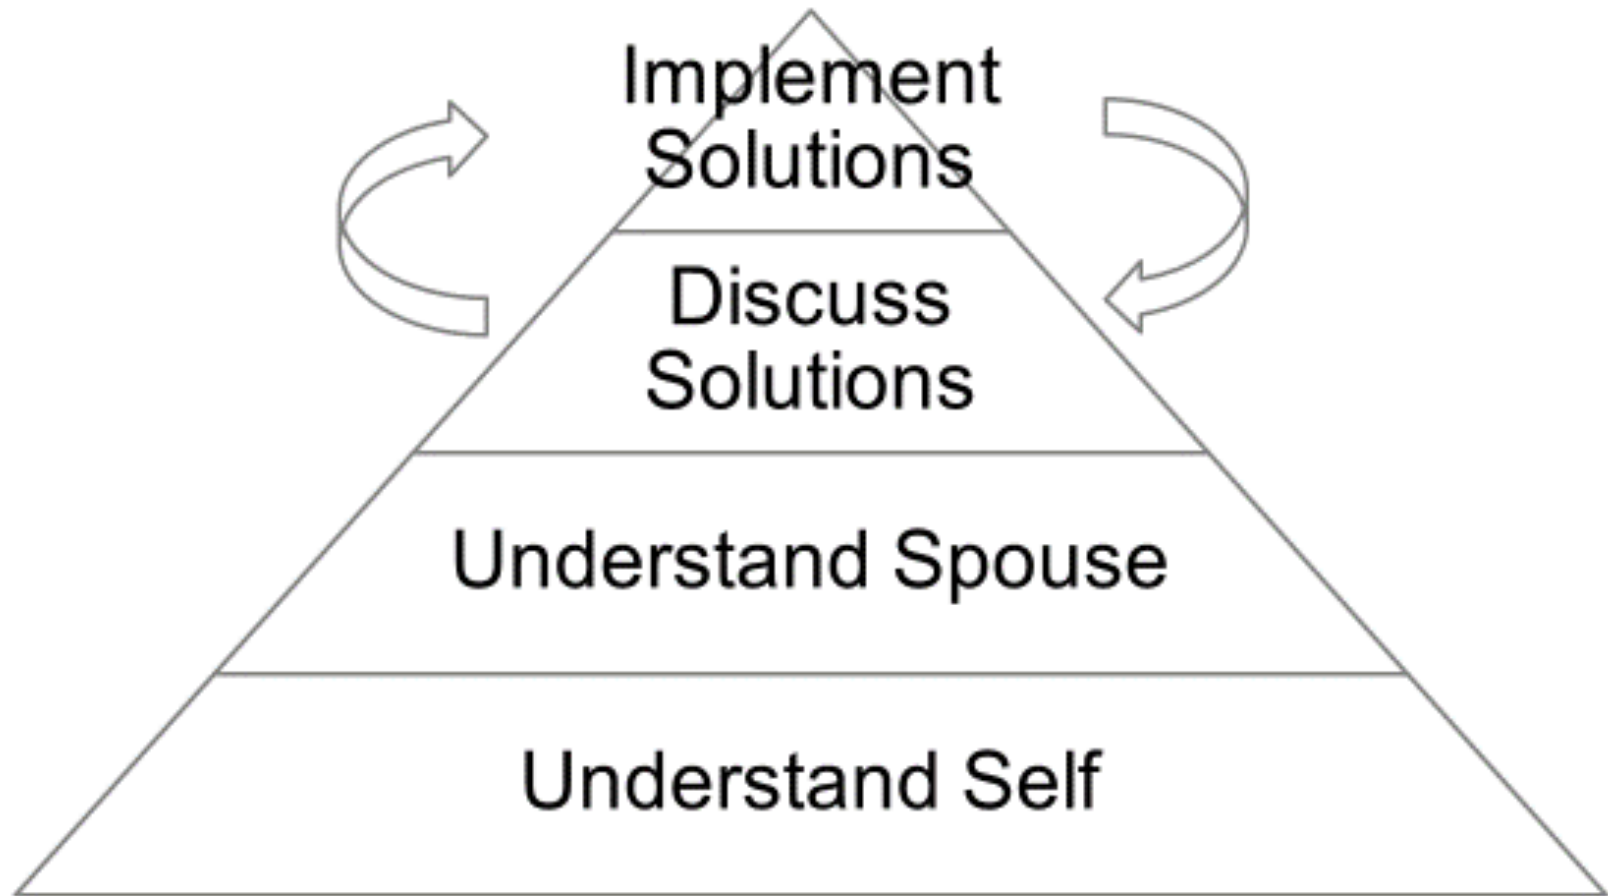 Implement
Solutions
Discuss
Solutions
Understand Spouse
Understand Self